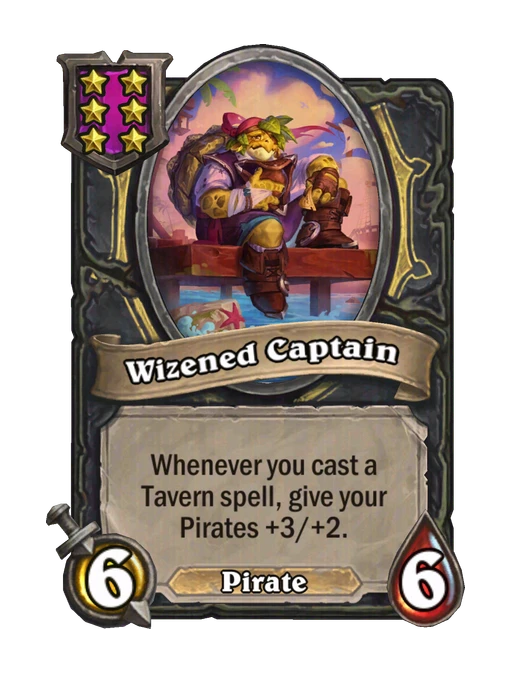 Wizened Captain
Whenever you cast a
Tavern spell, give your
Pirates +3/+2.
6
Pirate
6